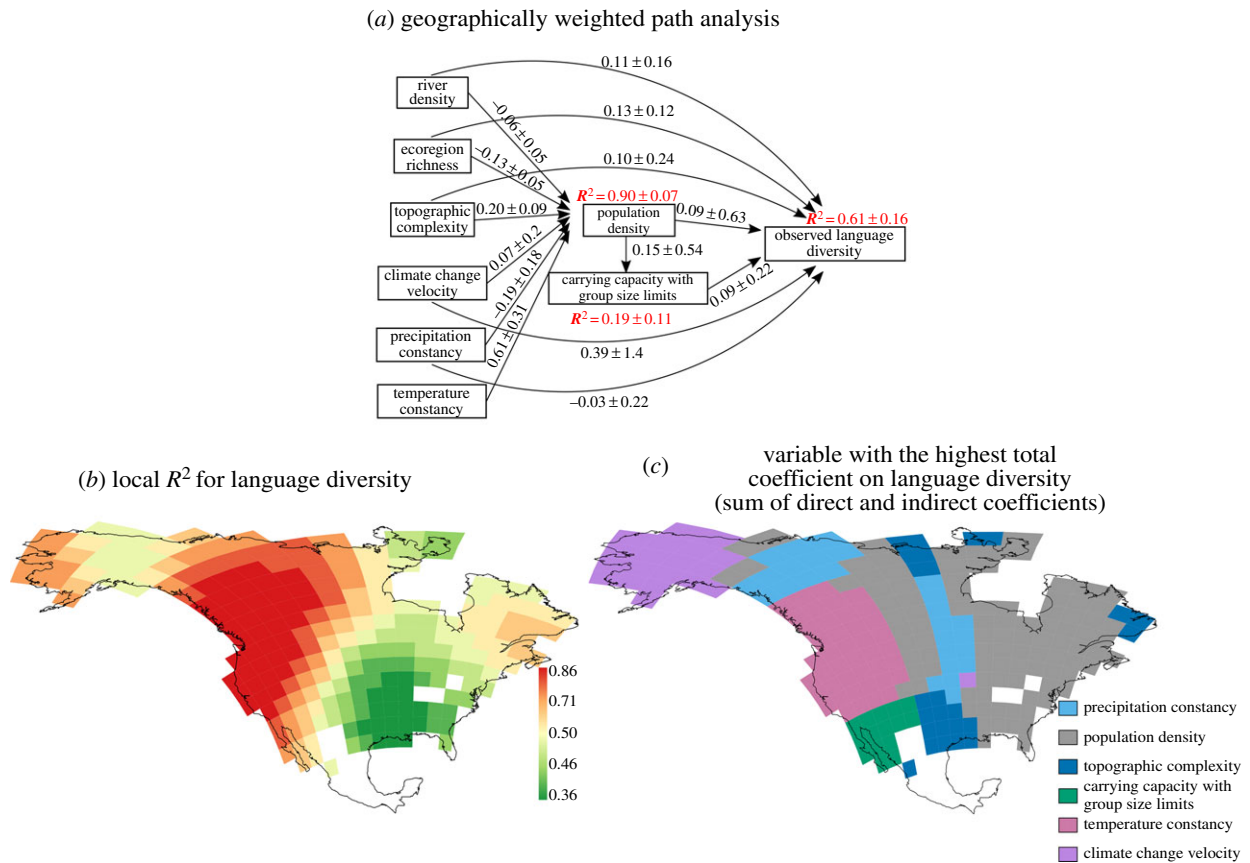 (a) geographically weighted path analysis
0.11 ± 0.16
river
density
–0.06 ± 0.05
0.13 ± 0.12
ecoregion
richness
–0.13 ± 0.05
0.10 ± 0.24
topographic
complexity
0.20 ± 0.09
R² = 0.90 ± 0.07
population
density
0.09 ± 0.63
R² = 0.61 ± 0.16
observed language
diversity
0.15 ± 0.54
climate change
velocity
0.07 ± 0.2
carrying capacity with
group size limits
0.09 ± 0.22
R² = 0.19 ± 0.11
–0.19 ± 0.18
precipitation
constancy
0.39 ± 1.4
0.61 ± 0.31
temperature
constancy
–0.03 ± 0.22
(b) local R² for language diversity
0.86
0.71
0.50
0.46
0.36
(c)
variable with the highest total
coefficient on language diversity
(sum of direct and indirect coefficients)
precipitation constancy
population density
topographic complexity
carrying capacity with
group size limits
temperature constancy
climate change velocity